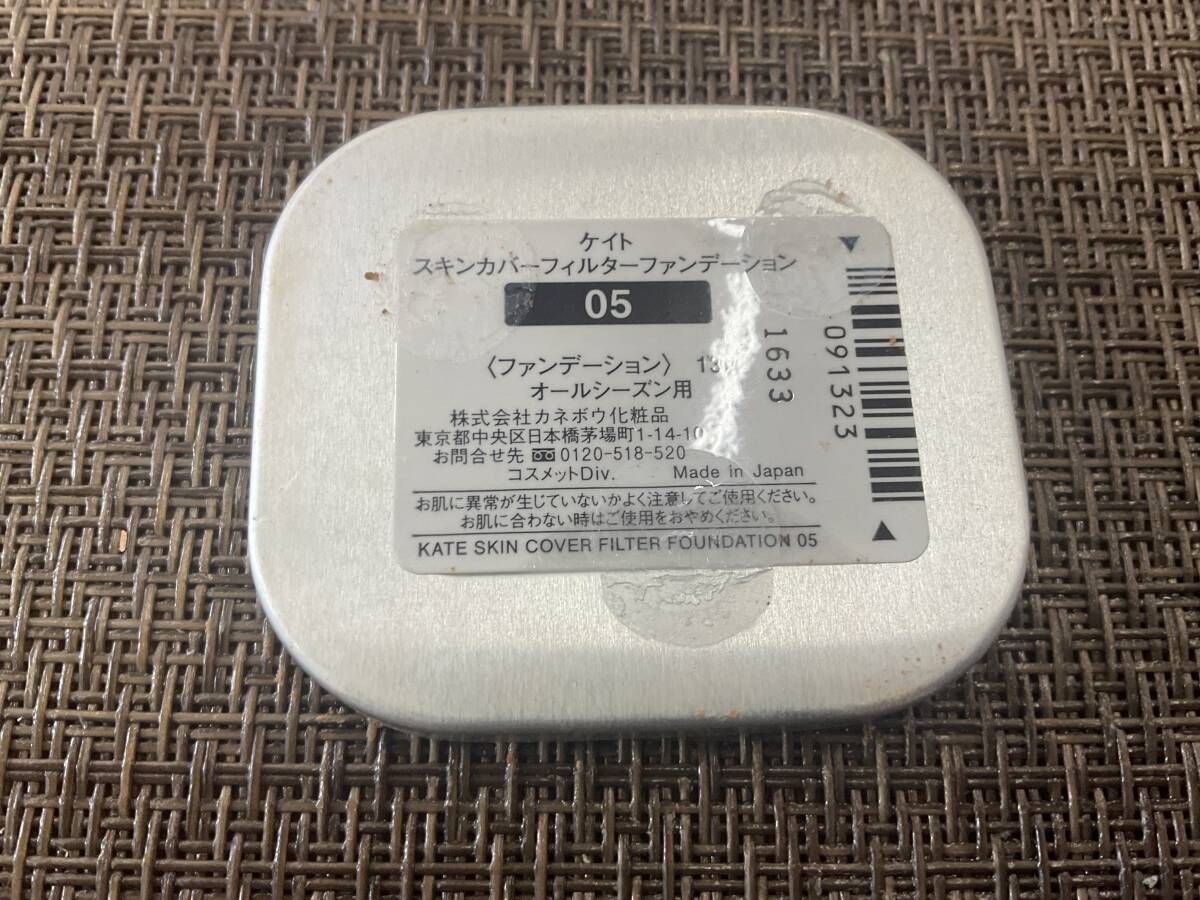 ケイト
スキンカバーフィルターファンデーション
05
〈ファンデーション〉
オールシーズン用
株式会社カネボウ化粧品
東京都中央区日本橋茅場町1-14-10
お問合せ先 0120-518-520
コスメットDiv. Made in Japan
お肌に異常が生じていないかよく注意してご使用ください。
お肌に合わない時はご使用をおやめください。
KATE SKIN COVER FILTER FOUNDATION 05
1633
091323